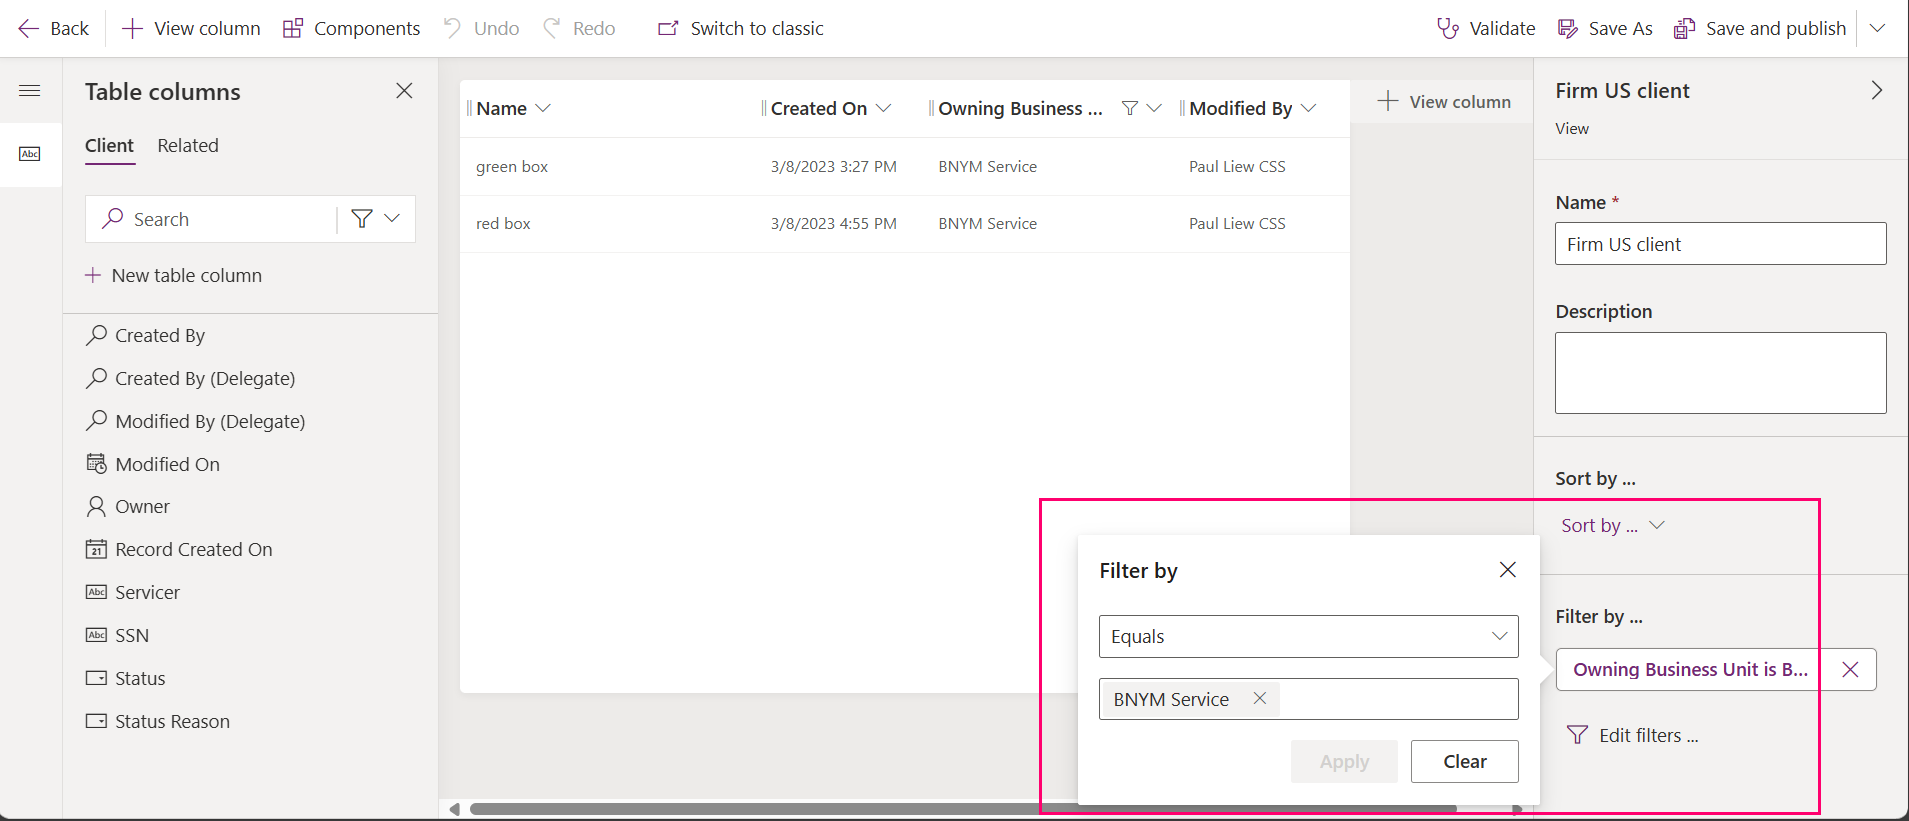 Back
View column
Components
Undo
Redo
Switch to classic
Validate
Save As
Save and publish
Table columns
Client
Related
Search
New table column
Created By
Created By (Delegate)
Modified By (Delegate)
Modified On
Owner
21
Record Created On
Abc
Servicer
Abc
SSN
Status
Status Reason
Abc
Name
Created On
Owning Business ...
Modified By
View column
green box
3/8/2023 3:27 PM
BNYM Service
Paul Liew CSS
red box
3/8/2023 4:55 PM
BNYM Service
Paul Liew CSS
Filter by
Equals
BNYM Service
Apply
Clear
Firm US client
View
Name *
Firm US client
Description
Sort by ...
Sort by ...
Filter by ...
Owning Business Unit is B...
Edit filters ...